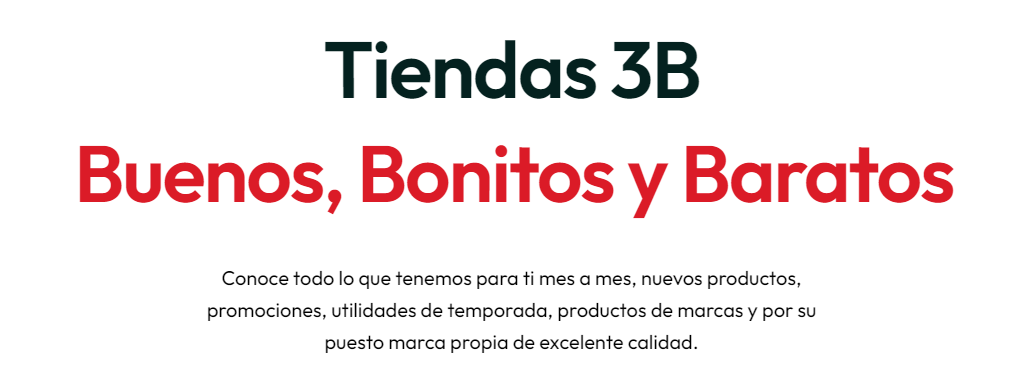 Tiendas 3B
Buenos, Bonitos y Baratos
Conoce todo lo que tenemos para ti mes a mes, nuevos productos,
promociones, utilidades de temporada, productos de marcas y por su
puesto marca propia de excelente calidad.